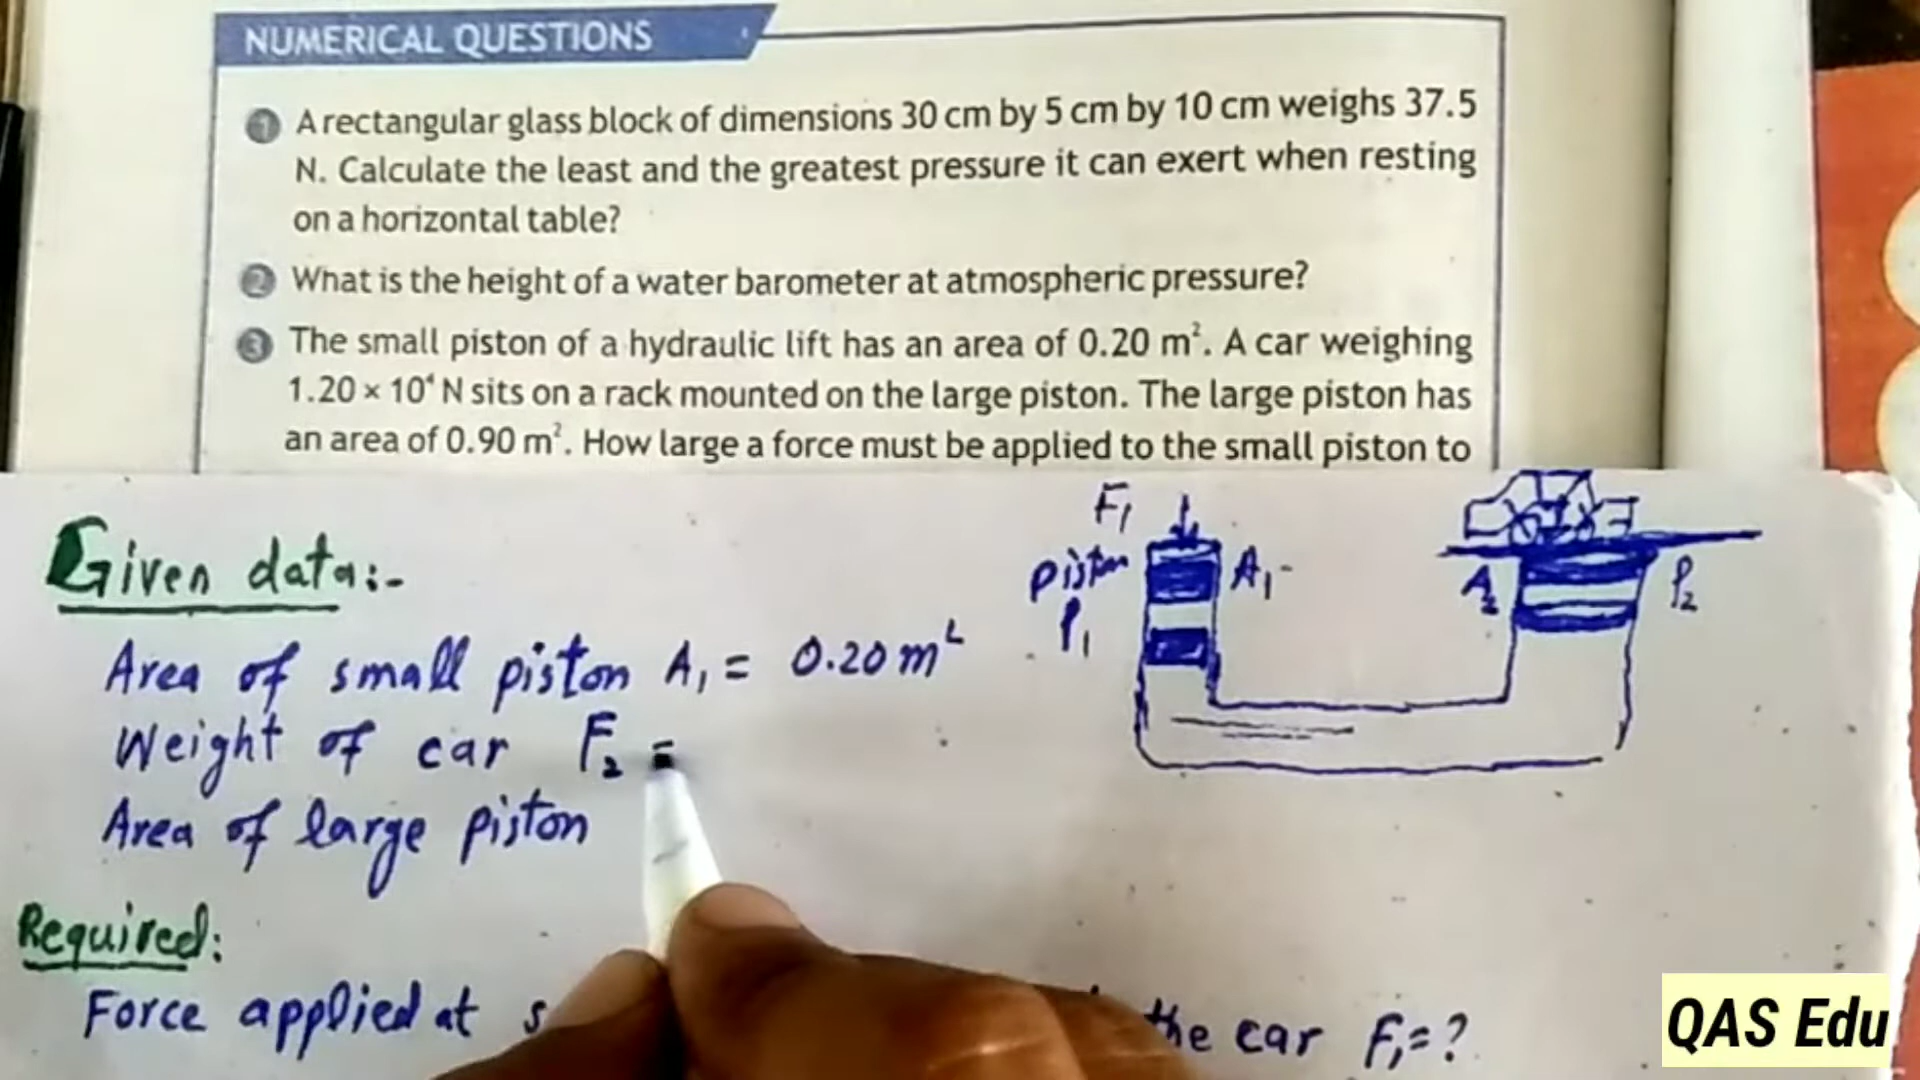 NUMERICAL QUESTIONS
1 A rectangular glass block of dimensions 30 cm by 5 cm by 10 cm weighs 37.5
N. Calculate the least and the greatest pressure it can exert when resting
on a horizontal table?
2 What is the height of a water barometer at atmospheric pressure?
3 The small piston of a hydraulic lift has an area of 0.20 m². A car weighing
1.20 × 10⁴ N sits on a rack mounted on the large piston. The large piston has
an area of 0.90 m². How large a force must be applied to the small piston to
F₁
piston A₁
P₁
A₂ P₂
Given data:-
Area of small piston A₁ = 0.20 m²
Weight of car F₂ =
Area of large piston
Required:
Force applied at s the car F₁=?
QAS Edu